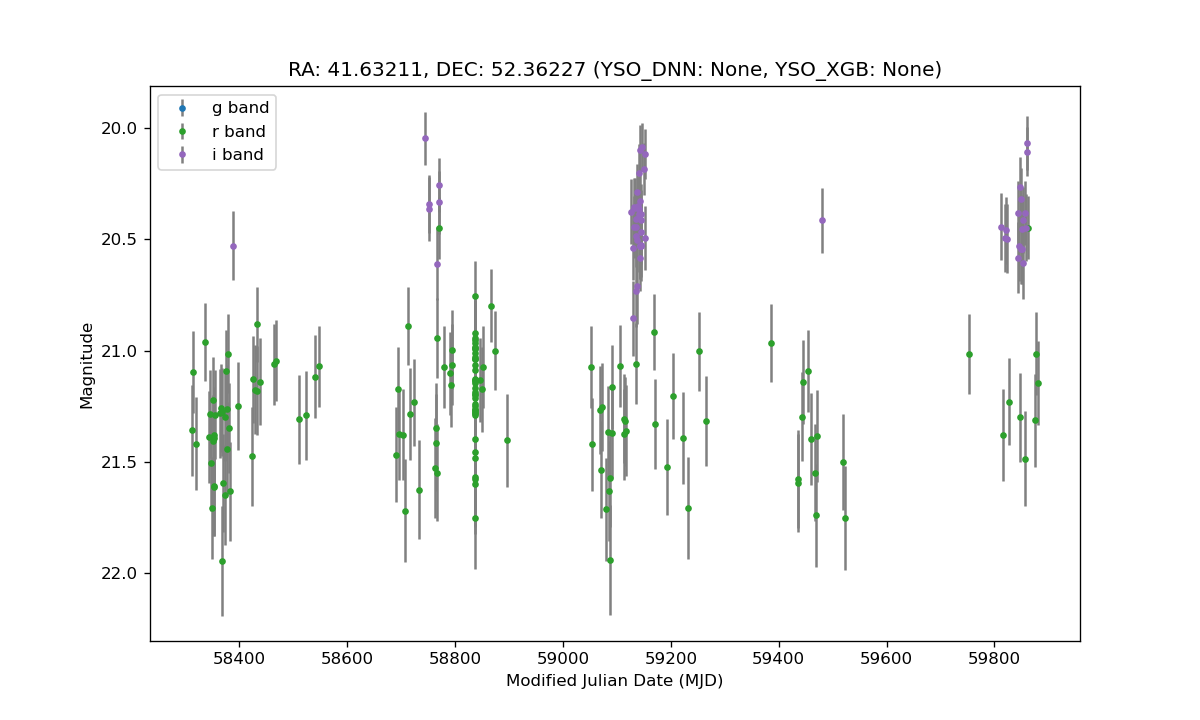 RA: 41.63211, DEC: 52.36227 (YSO_DNN: None, YSO_XGB: None)
g band
r band
i band
20.0
20.5
21.0
21.5
22.0
Magnitude
58400 58600 58800 59000 59200 59400 59600 59800
Modified Julian Date (MJD)